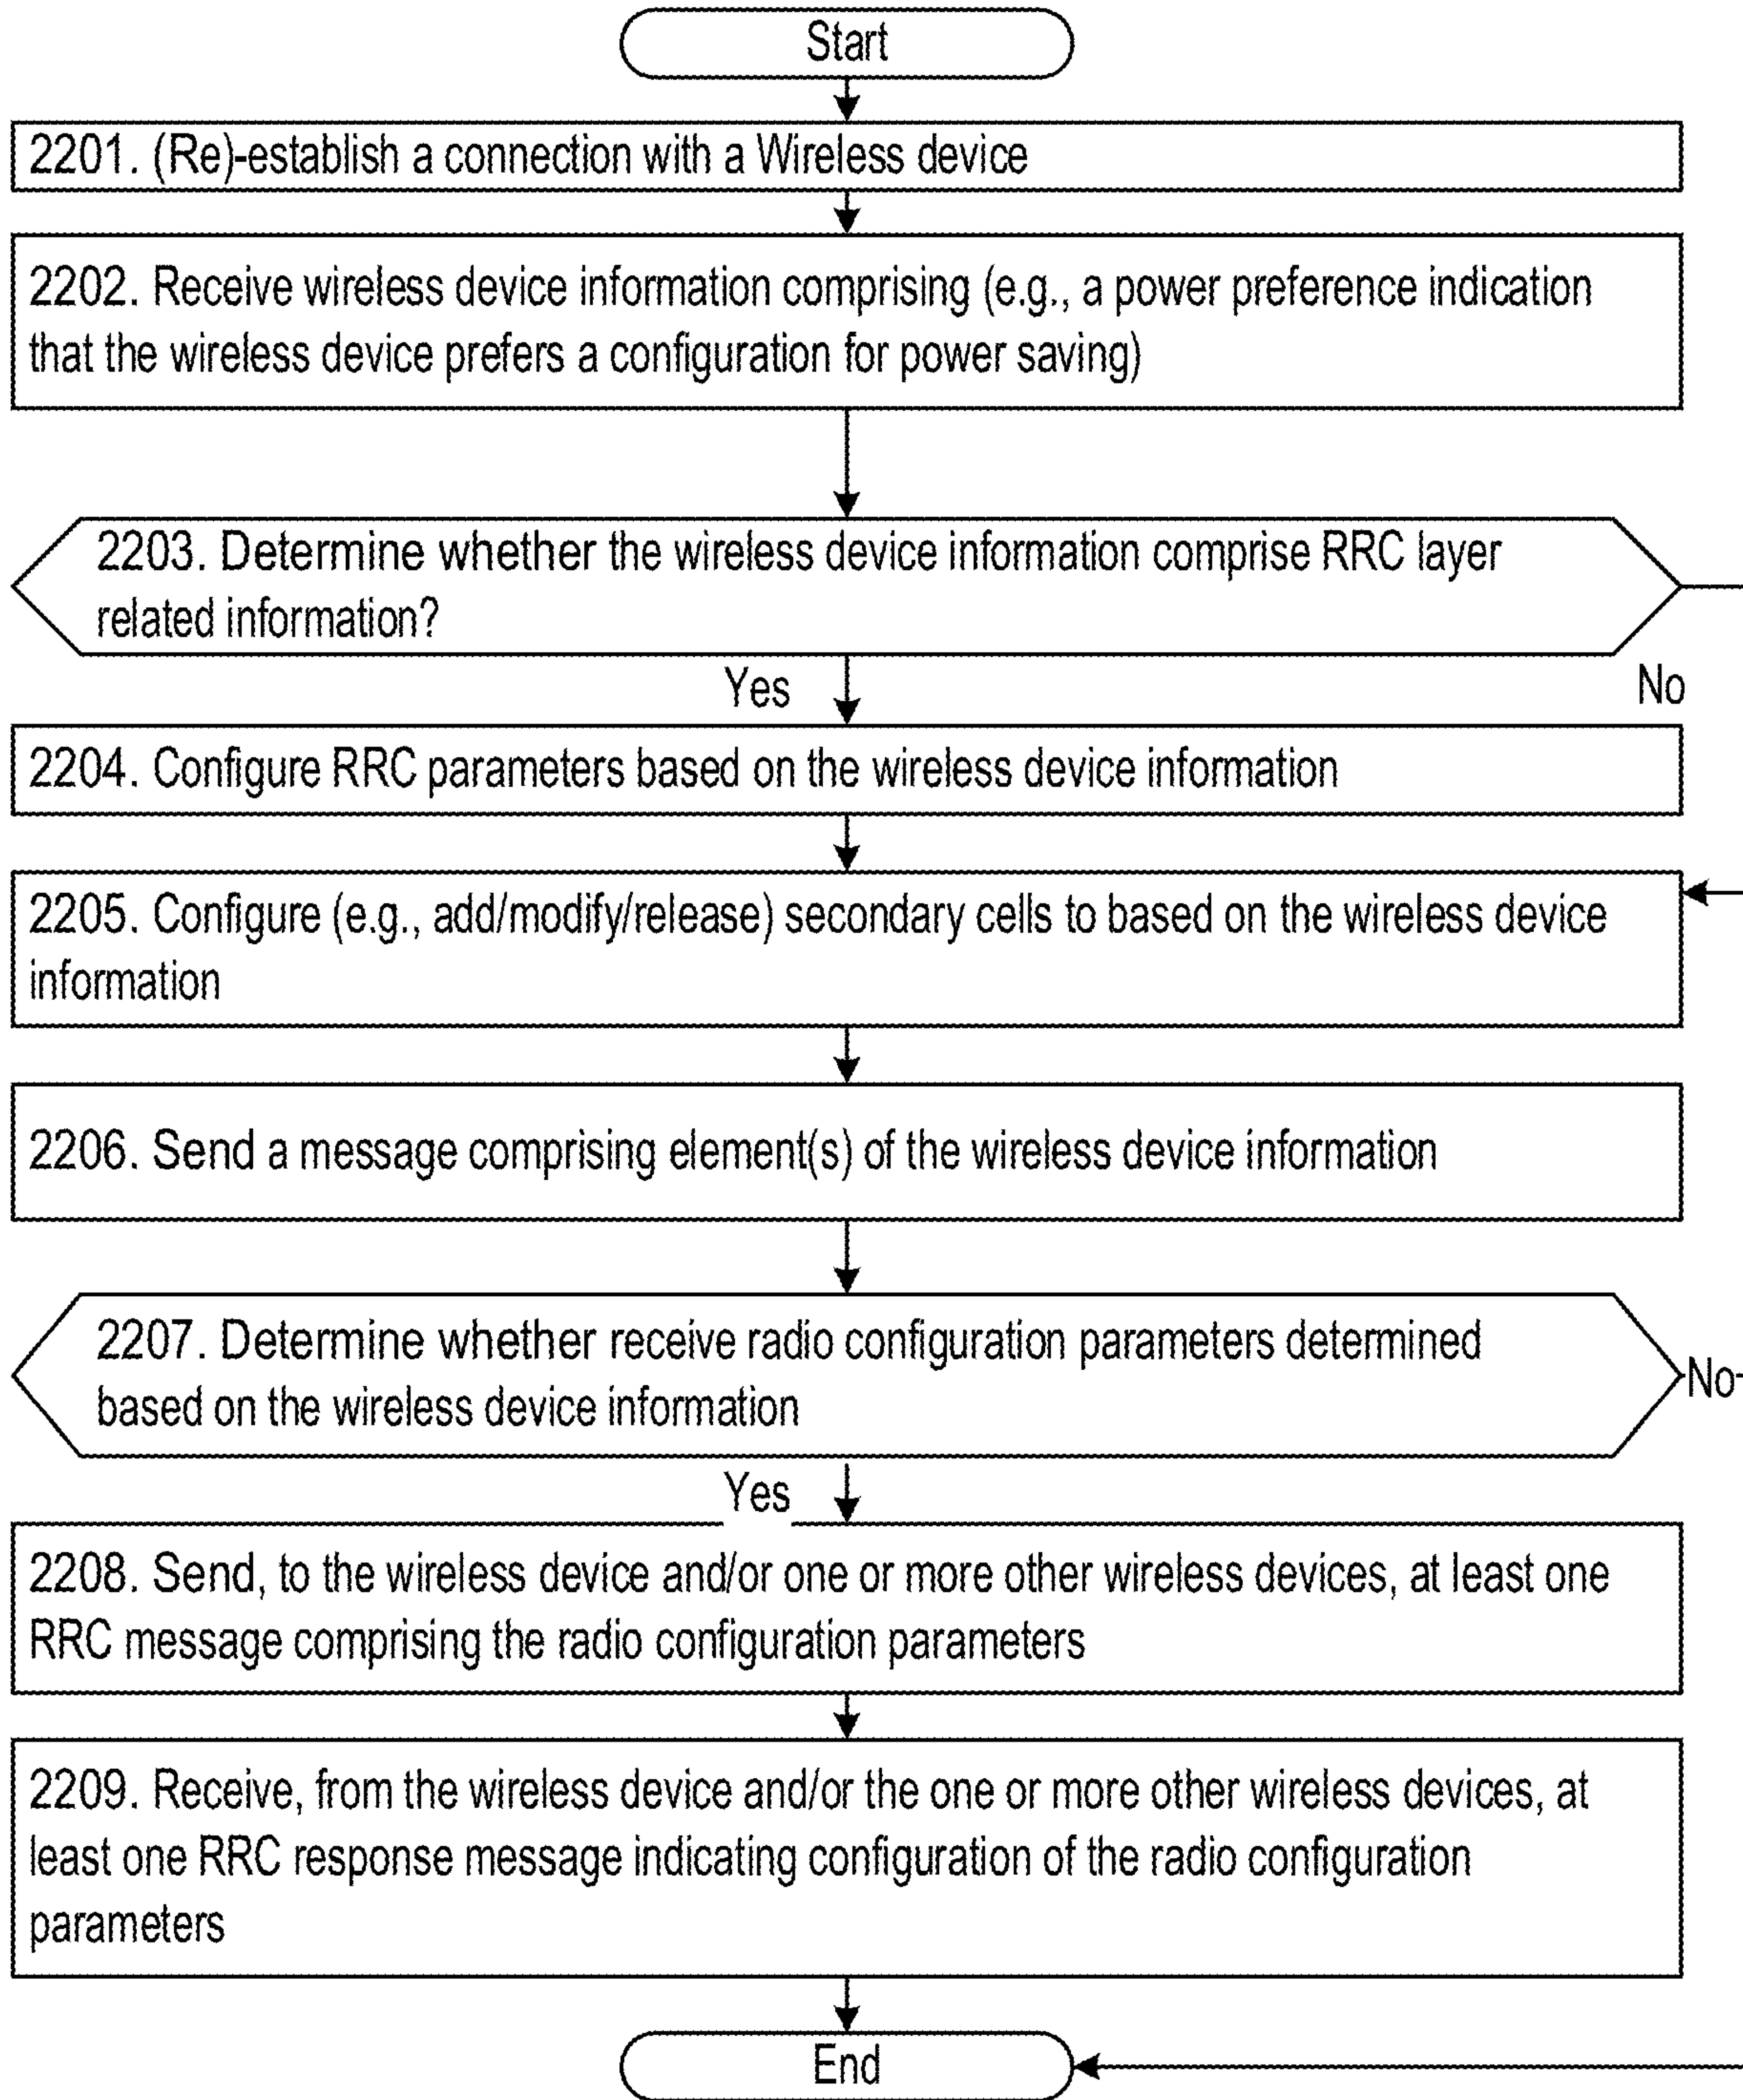 Start
2201. (Re)-establish a connection with a Wireless device
2202. Receive wireless device information comprising (e.g., a power preference indication
that the wireless device prefers a configuration for power saving)
2203. Determine whether the wireless device information comprise RRC layer
related information?
Yes
No
2204. Configure RRC parameters based on the wireless device information
2205. Configure (e.g., add/modify/release) secondary cells to based on the wireless device
information
2206. Send a message comprising element(s) of the wireless device information
2207. Determine whether receive radio configuration parameters determined
based on the wireless device information
No
Yes
2208. Send, to the wireless device and/or one or more other wireless devices, at least one
RRC message comprising the radio configuration parameters
2209. Receive, from the wireless device and/or the one or more other wireless devices, at
least one RRC response message indicating configuration of the radio configuration
parameters
End